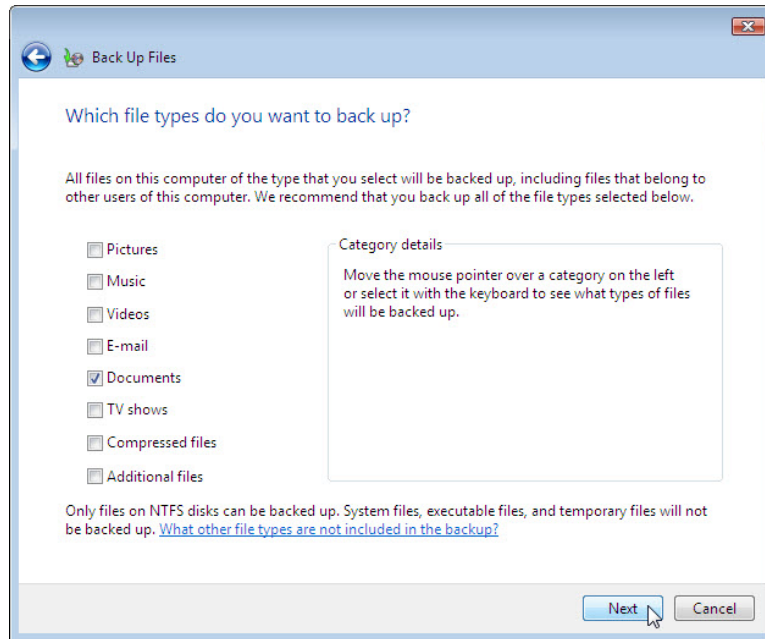 Back Up Files
Which file types do you want to back up?
All files on this computer of the type that you select will be backed up, including files that belong to
other users of this computer. We recommend that you back up all of the file types selected below.
Pictures
Music
Videos
E-mail
Documents
TV shows
Compressed files
Additional files
Category details
Move the mouse pointer over a category on the left
or select it with the keyboard to see what types of files
will be backed up.
Only files on NTFS disks can be backed up. System files, executable files, and temporary files will not
be backed up. What other file types are not included in the backup?
Next
Cancel